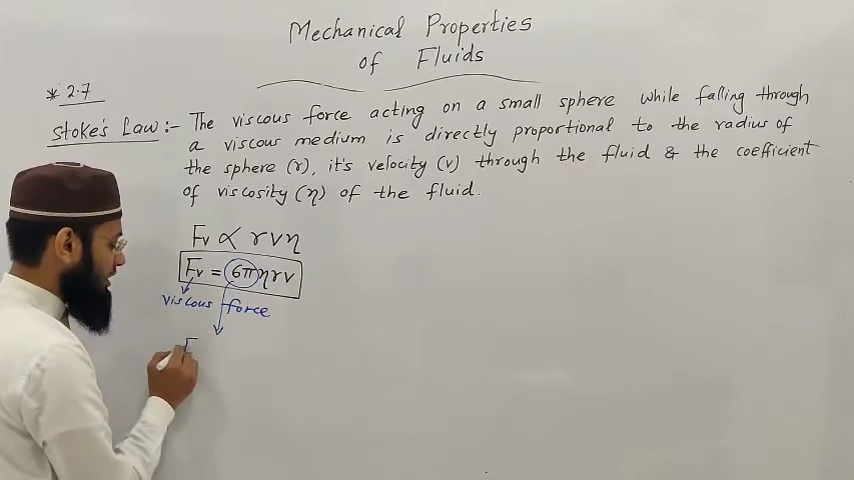 Mechanical Properties
of Fluids
* 2.7
Stoke's Law :- The viscous force acting on a small sphere while falling through
a viscous medium is directly proportional to the radius of
the sphere (r), it's velocity (v) through the fluid & the coefficient
of viscosity (η) of the fluid.
Fv ∝ r v η
Fv = 6π η r v
viscous force